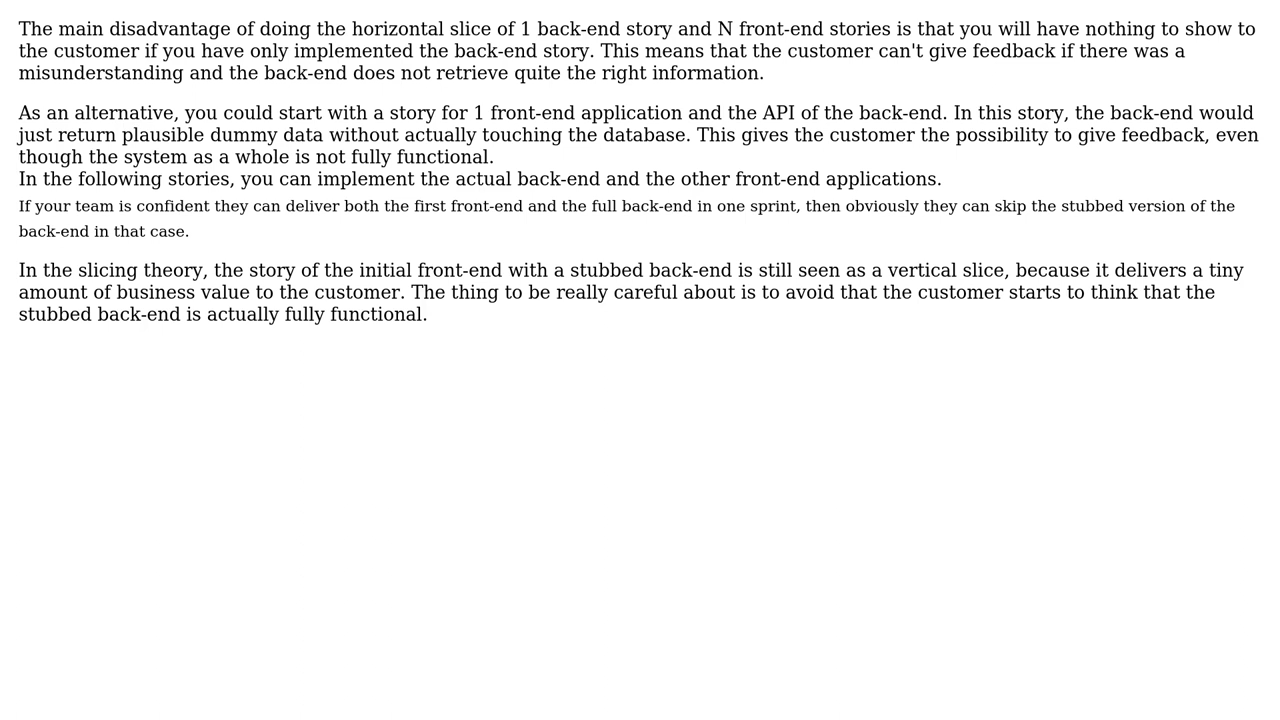 The main disadvantage of doing the horizontal slice of 1 back-end story and N front-end stories is that you will have nothing to show to
the customer if you have only implemented the back-end story. This means that the customer can't give feedback if there was a
misunderstanding and the back-end does not retrieve quite the right information.
As an alternative, you could start with a story for 1 front-end application and the API of the back-end. In this story, the back-end would
just return plausible dummy data without actually touching the database. This gives the customer the possibility to give feedback, even
though the system as a whole is not fully functional.
In the following stories, you can implement the actual back-end and the other front-end applications.
If your team is confident they can deliver both the first front-end and the full back-end in one sprint, then obviously they can skip the stubbed version of the
back-end in that case.
In the slicing theory, the story of the initial front-end with a stubbed back-end is still seen as a vertical slice, because it delivers a tiny
amount of business value to the customer. The thing to be really careful about is to avoid that the customer starts to think that the
stubbed back-end is actually fully functional.